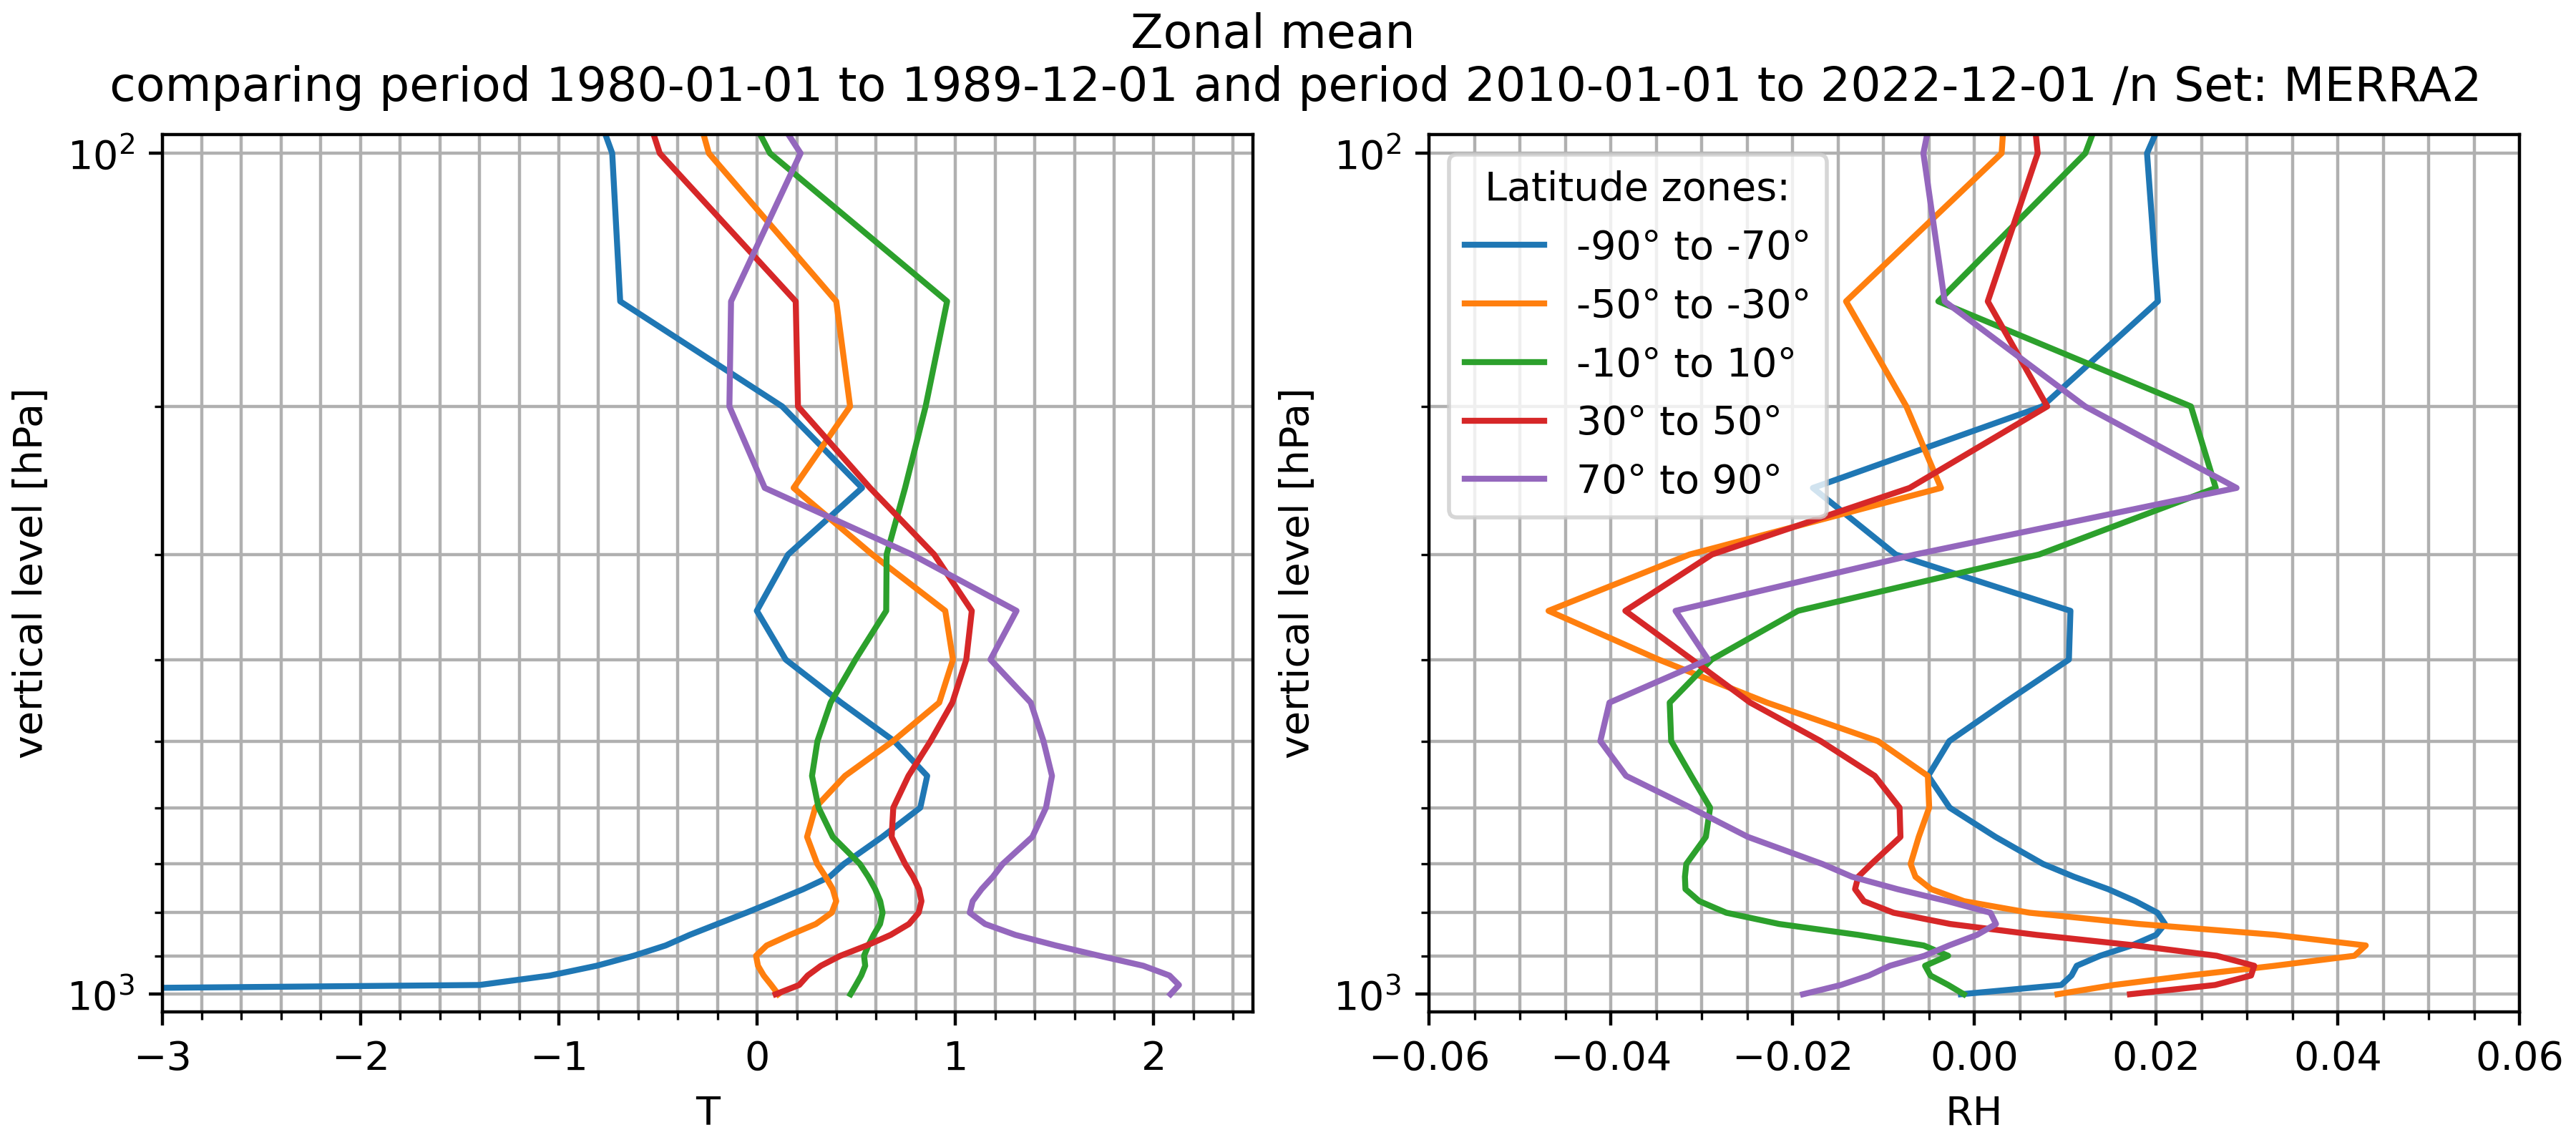 Zonal mean
comparing period 1980-01-01 to 1989-12-01 and period 2010-01-01 to 2022-12-01 /n Set: MERRA2
vertical level [hPa]
10²
10³
−3 −2 −1 0 1 2
T
vertical level [hPa]
10²
10³
Latitude zones:
-90° to -70°
-50° to -30°
-10° to 10°
30° to 50°
70° to 90°
−0.06 −0.04 −0.02 0.00 0.02 0.04 0.06
RH